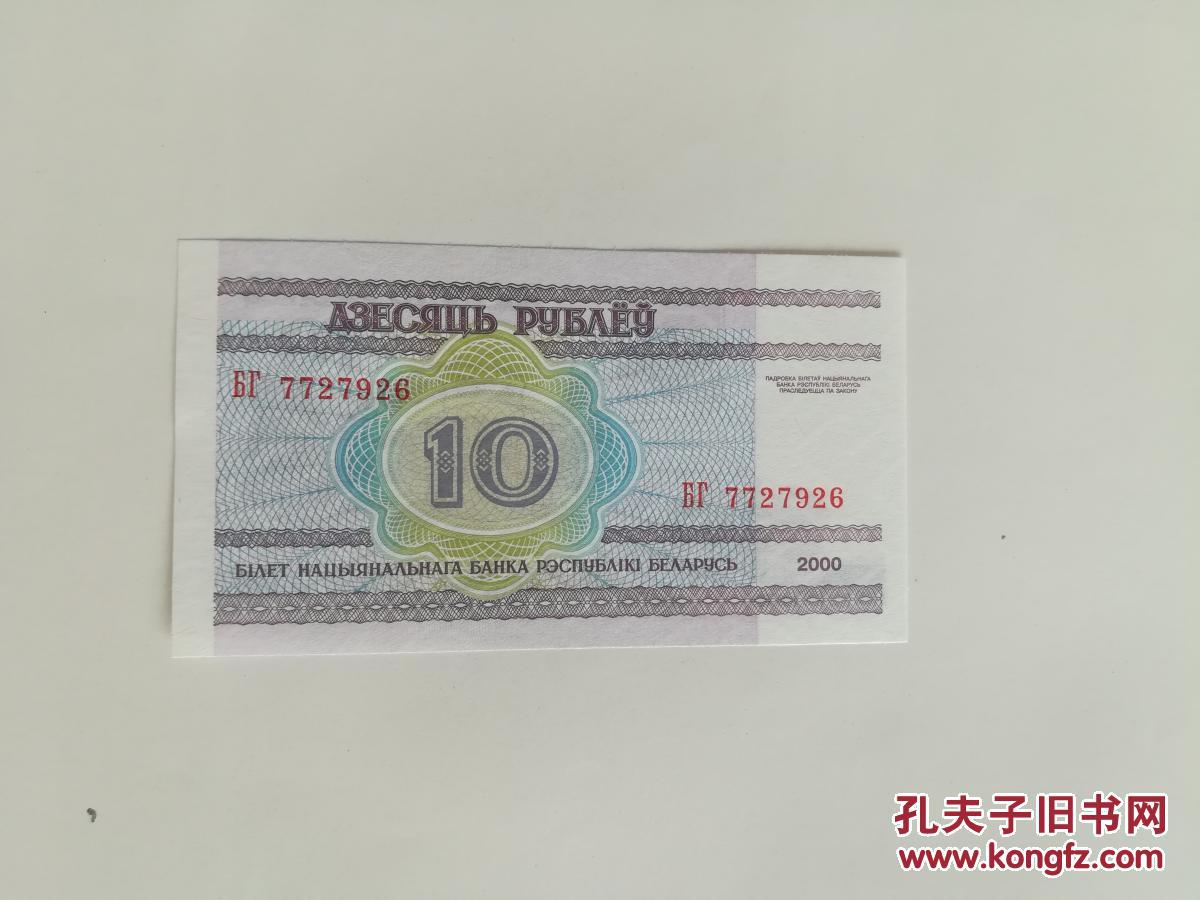 ДЗЕСЯЦЬ РУБЛЁЎ
БГ 7727926
ПАДРОБКА БІЛЕТАЎ НАЦЫЯНАЛЬНАГА
БАНКА РЭСПУБЛІКІ БЕЛАРУСЬ
ПРАСЛЕДУЕЦЦА ПА ЗАКОНУ
10
БГ 7727926
БІЛЕТ НАЦЫЯНАЛЬНАГА БАНКА РЭСПУБЛІКІ БЕЛАРУСЬ
2000
孔夫子旧书网
www.kongfz.com